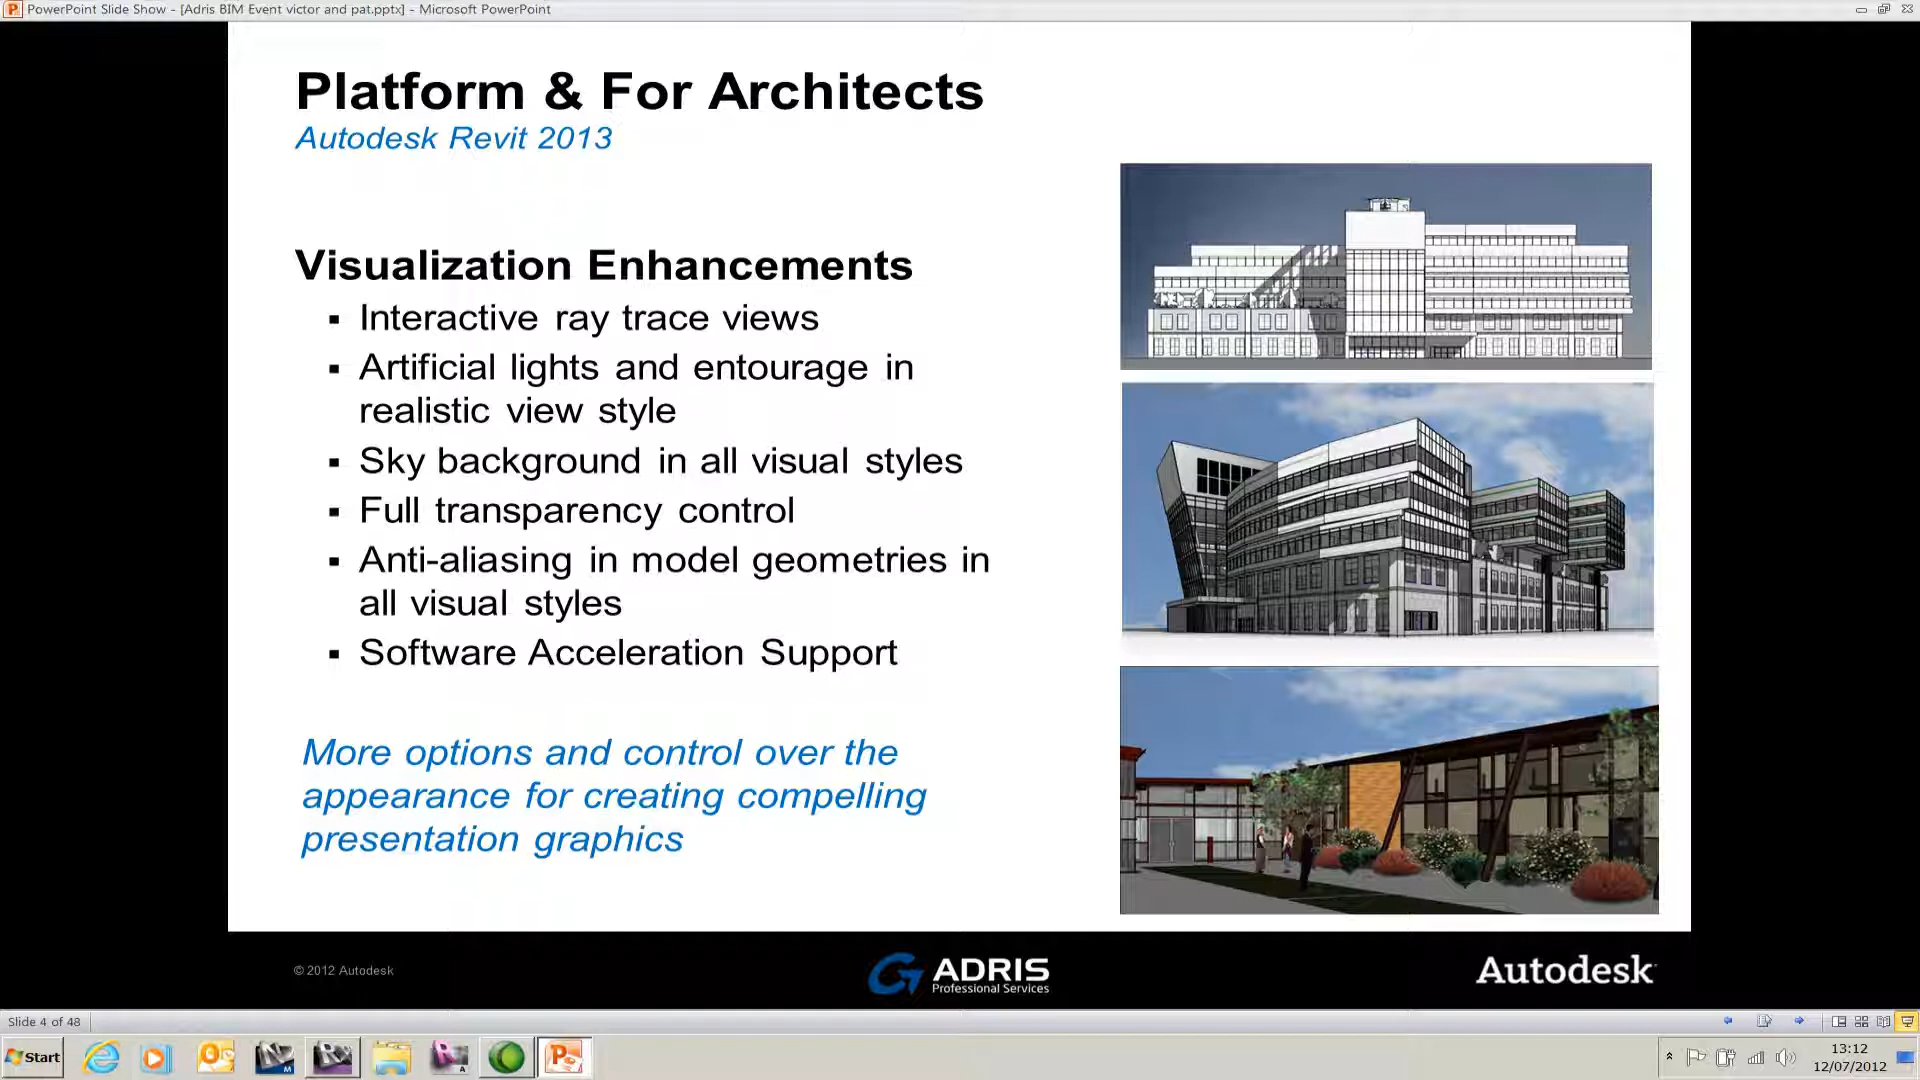 PowerPoint Slide Show - [Adris BIM Event victor and pat.pptx] - Microsoft PowerPoint
Platform & For Architects
Autodesk Revit 2013
Visualization Enhancements
▪ Interactive ray trace views
▪ Artificial lights and entourage in
realistic view style
▪ Sky background in all visual styles
▪ Full transparency control
▪ Anti-aliasing in model geometries in
all visual styles
▪ Software Acceleration Support
More options and control over the
appearance for creating compelling
presentation graphics
© 2012 Autodesk
ADRIS
Professional Services
Autodesk
Slide 4 of 48
Start
13:12
12/07/2012